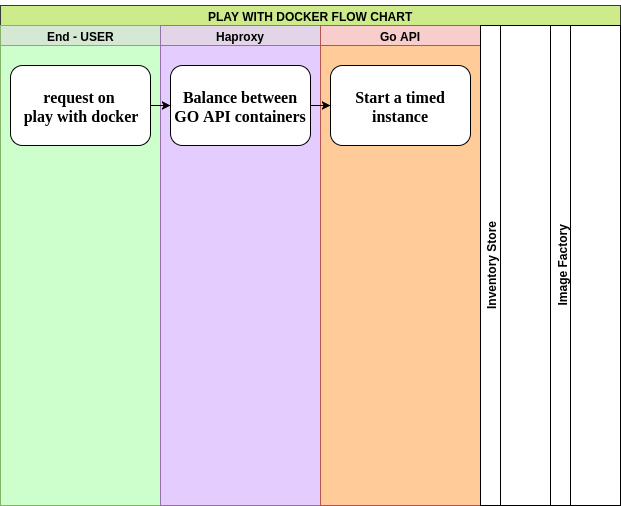 PLAY WITH DOCKER FLOW CHART
End - USER
Haproxy
Go API
request on
play with docker
Balance between
GO API containers
Start a timed
instance
Inventory Store
Image Factory